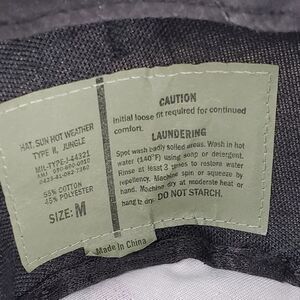 HAT, SUN HOT WEATHER
TYPE II, JUNGLE
MIL-TYPE-J-44321
55% COTTON
45% POLYESTER
SIZE: M
CAUTION
Initial loose fit required for continued
comfort.
LAUNDERING
Spot wash badly soiled areas. Wash in hot
water (140°F) using soap or detergent.
Rinse at least 3 times to restore water
repellency. Machine spin or squeeze by
hand. Machine dry at moderate heat or
hang to dry. DO NOT STARCH.
Made In China